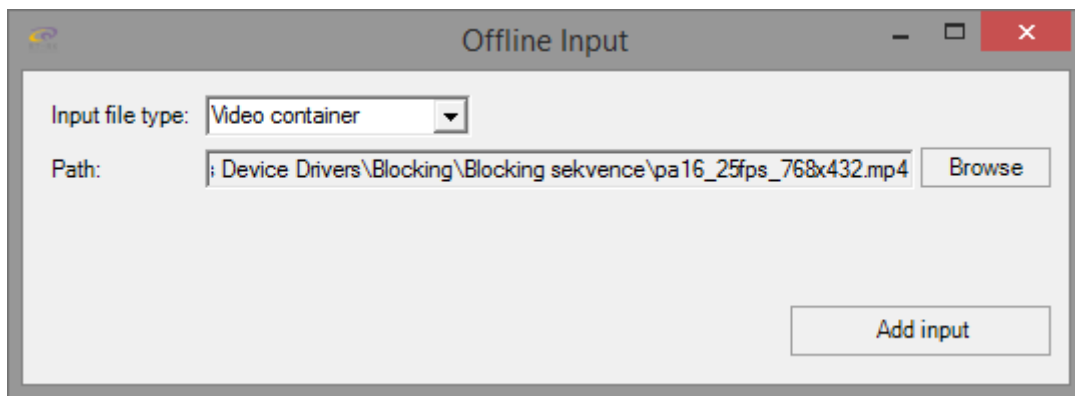 Offline Input
Input file type: Video container
Path: Device Drivers\Blocking\Blocking sekvence\pa16_25fps_768x432.mp4 Browse
Add input